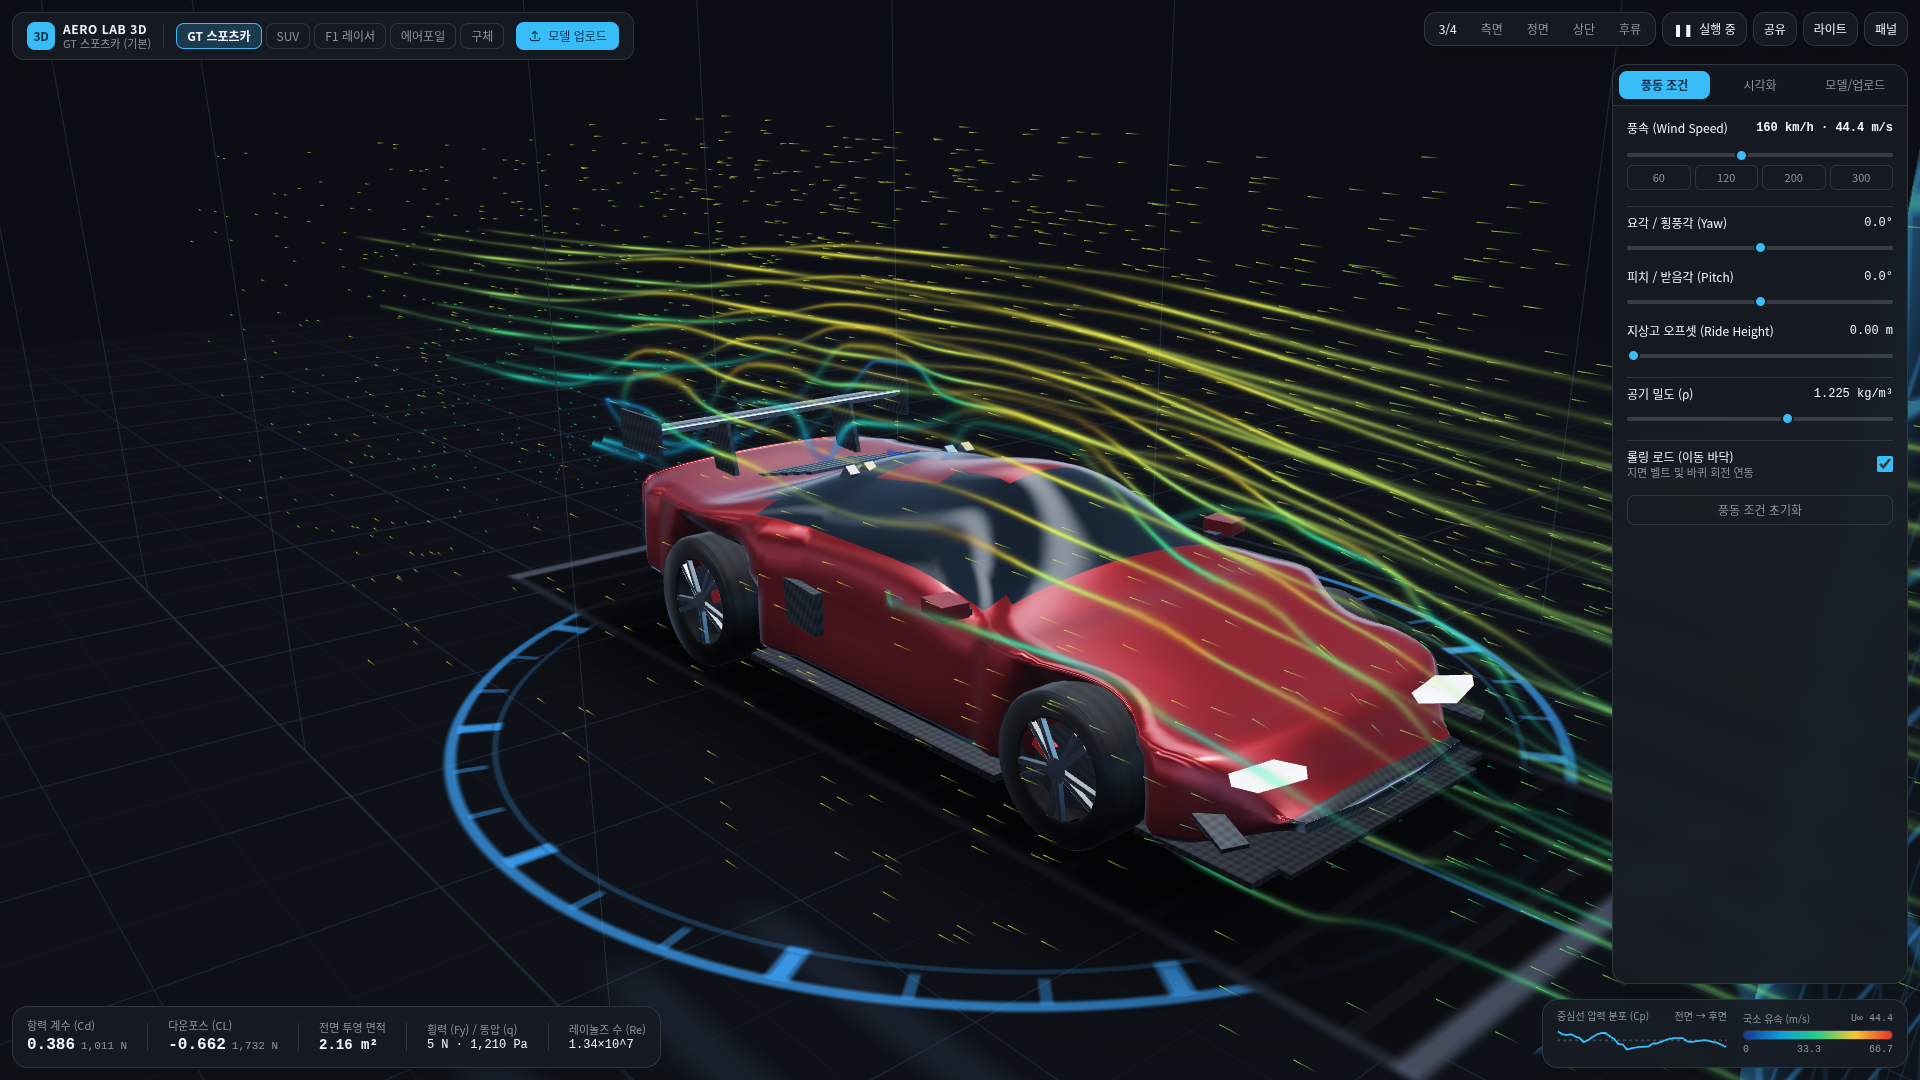 3D
AERO LAB 3D
GT 스포츠카 (기본)
GT 스포츠카
SUV
F1 레이서
에어포일
구체
모델 업로드
3/4
측면
정면
상단
후류
❚❚ 실행 중
공유
라이트
패널
풍동 조건
시각화
모델/업로드
풍속 (Wind Speed)
160 km/h · 44.4 m/s
60
120
200
300
요각 / 횡풍각 (Yaw)
0.0°
피치 / 받음각 (Pitch)
0.0°
지상고 오프셋 (Ride Height)
0.00 m
공기 밀도 (ρ)
1.225 kg/m³
롤링 로드 (이동 바닥)
지면 벨트 및 바퀴 회전 연동
풍동 조건 초기화
항력 계수 (Cd)
0.386 1,011 N
다운포스 (CL)
-0.662 1,732 N
전면 투영 면적
2.16 m²
횡력 (Fy) / 동압 (q)
5 N · 1,210 Pa
레이놀즈 수 (Re)
1.34×10^7
중심선 압력 분포 (Cp)
전면 → 후면
국소 유속 (m/s)
U∞ 44.4
0
33.3
66.7